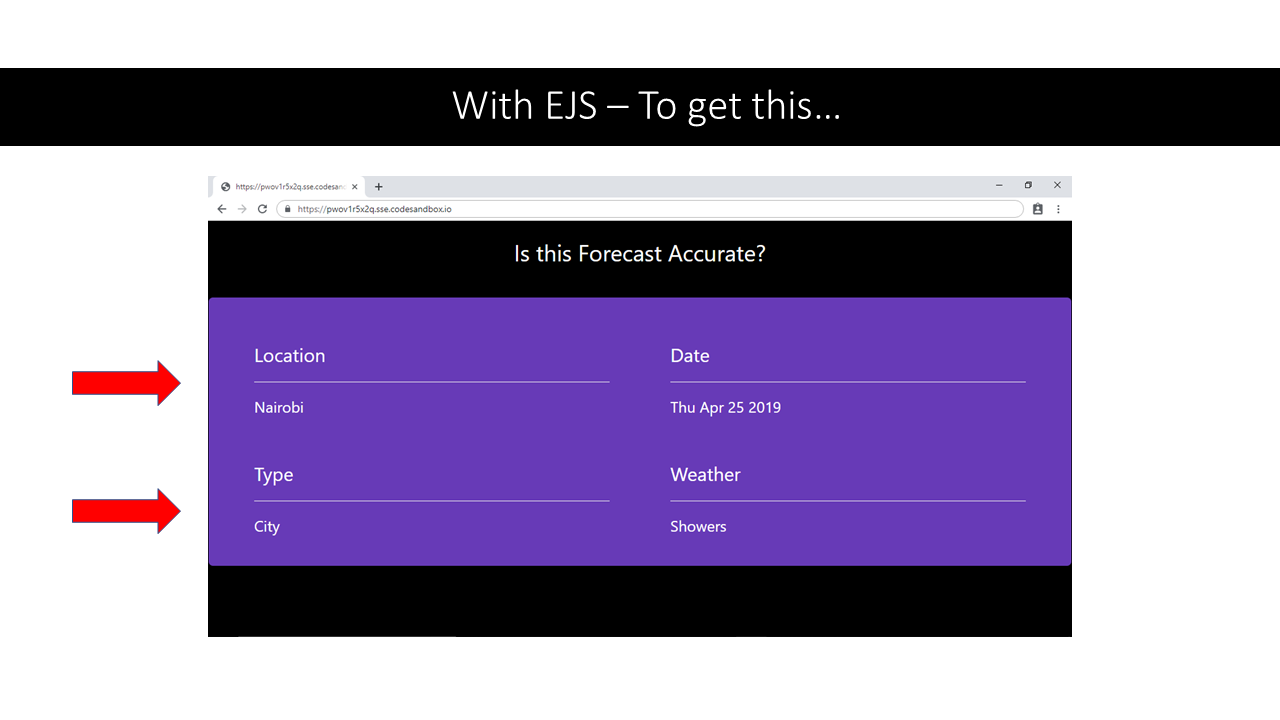 With EJS – To get this...
https://pwov1r5x2q.sse.codesan
https://pwov1r5x2q.sse.codesandbox.io
Is this Forecast Accurate?
Location
Date
Nairobi
Thu Apr 25 2019
Type
Weather
City
Showers